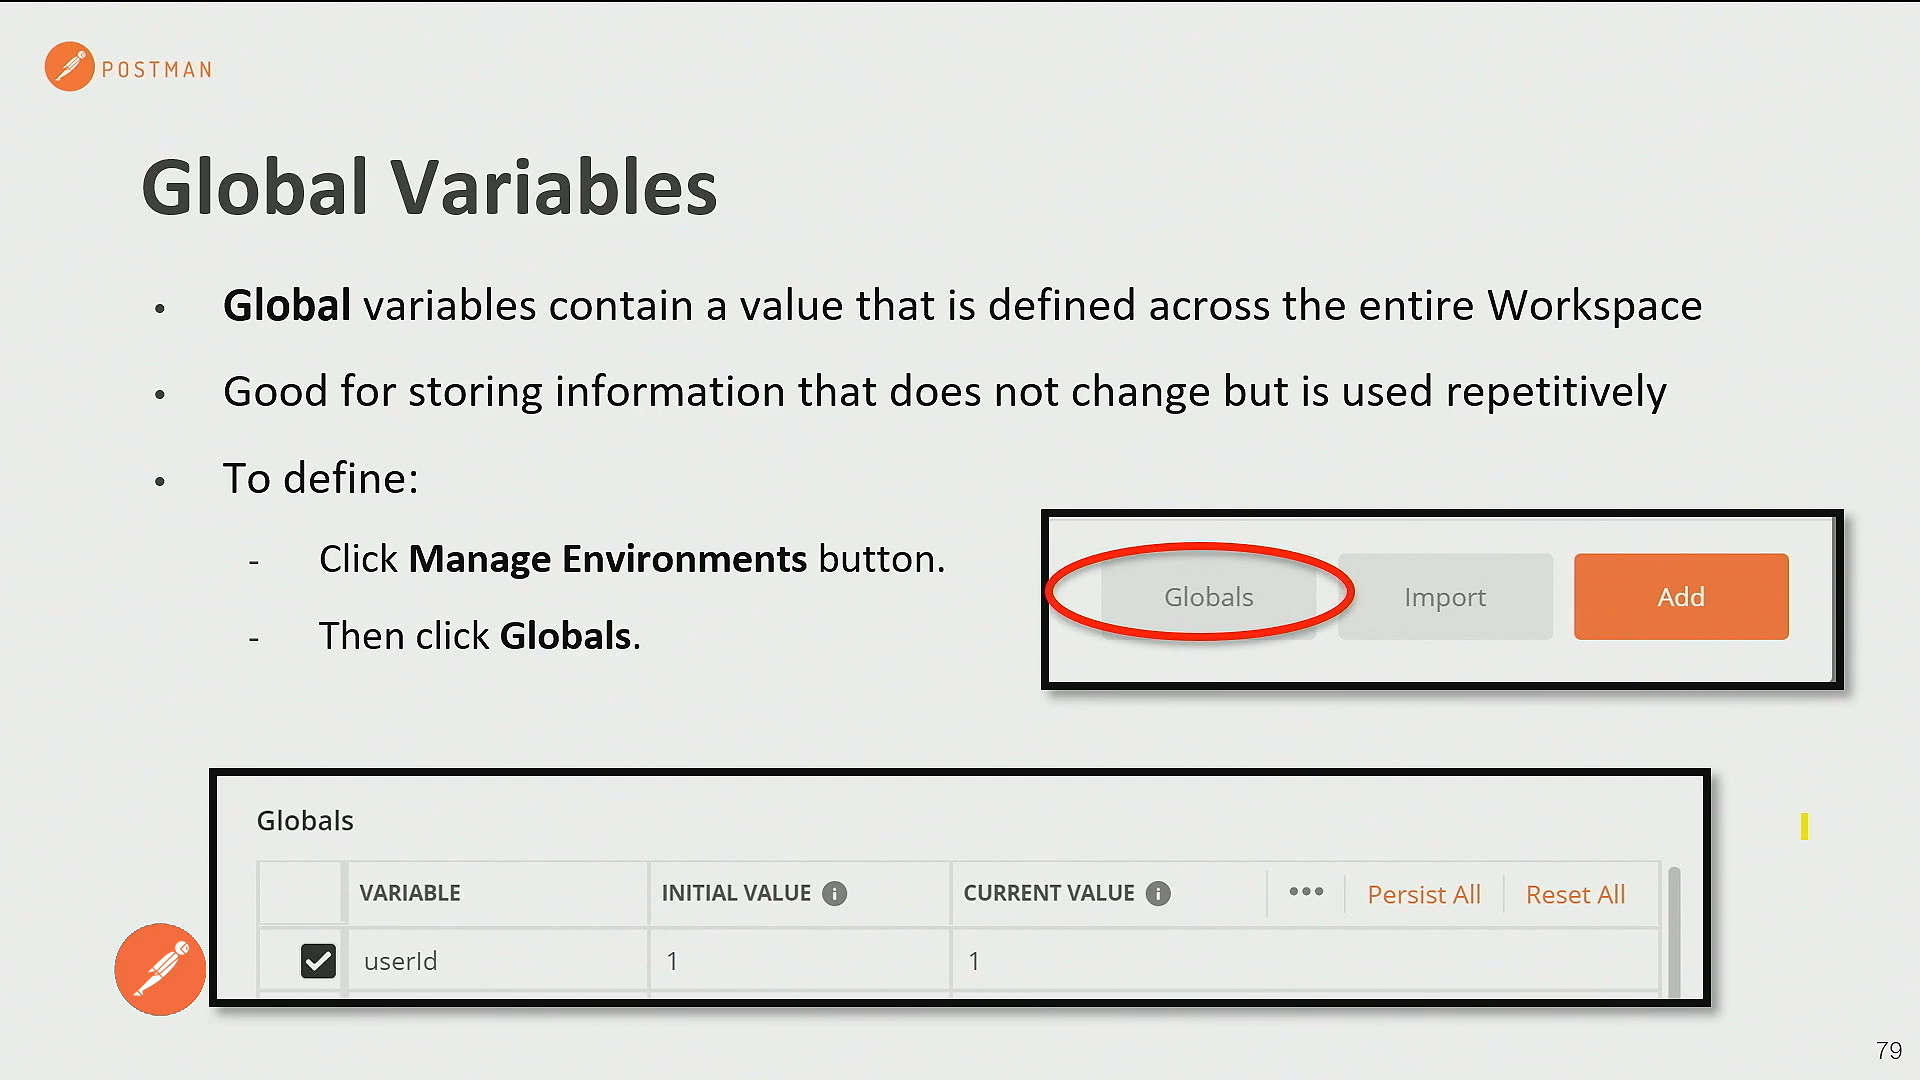 POSTMAN
Global Variables
• Global variables contain a value that is defined across the entire Workspace
• Good for storing information that does not change but is used repetitively
• To define:
- Click Manage Environments button.
- Then click Globals.
Globals Import Add
Globals
VARIABLE INITIAL VALUE CURRENT VALUE ••• Persist All Reset All
userId 1 1
79